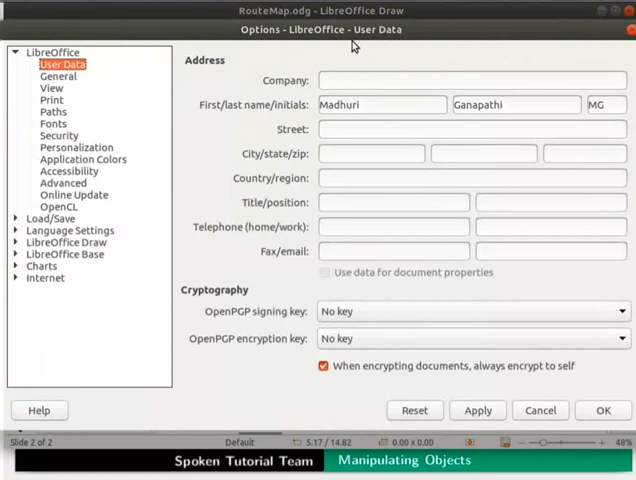 RouteMap.odg - LibreOffice Draw
Options - LibreOffice - User Data
LibreOffice
User Data
General
View
Print
Paths
Fonts
Security
Personalization
Application Colors
Accessibility
Advanced
Online Update
OpenCL
Load/Save
Language Settings
LibreOffice Draw
LibreOffice Base
Charts
Internet
Address
Company:
First/last name/initials: Madhuri Ganapathi MG
Street:
City/state/zip:
Country/region:
Title/position:
Telephone (home/work):
Fax/email:
Use data for document properties
Cryptography
OpenPGP signing key: No key
OpenPGP encryption key: No key
When encrypting documents, always encrypt to self
Help Reset Apply Cancel OK
Slide 2 of 2 Default 5.17 / 14.82 0.00 x 0.00 48%
Spoken Tutorial Team Manipulating Objects